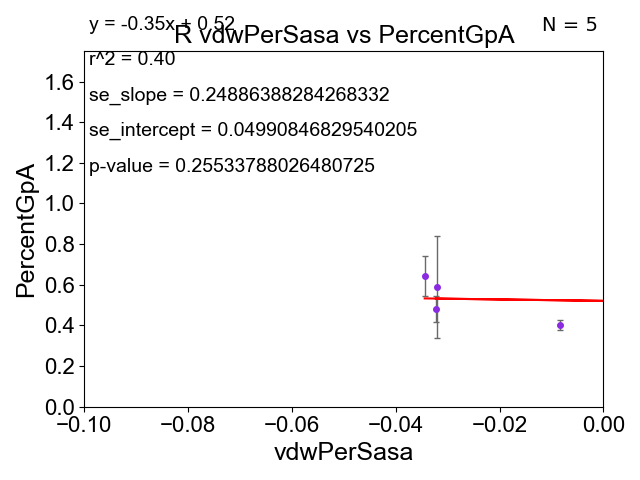 y = -0.35x + 0.52
N = 5
R vdwPerSasa vs PercentGpA
r^2 = 0.40
se_slope = 0.24886388284268332
se_intercept = 0.04990846829540205
p-value = 0.25533788026480725
PercentGpA
1.6
1.4
1.2
1.0
0.8
0.6
0.4
0.2
0.0
−0.10 −0.08 −0.06 −0.04 −0.02 0.00
vdwPerSasa